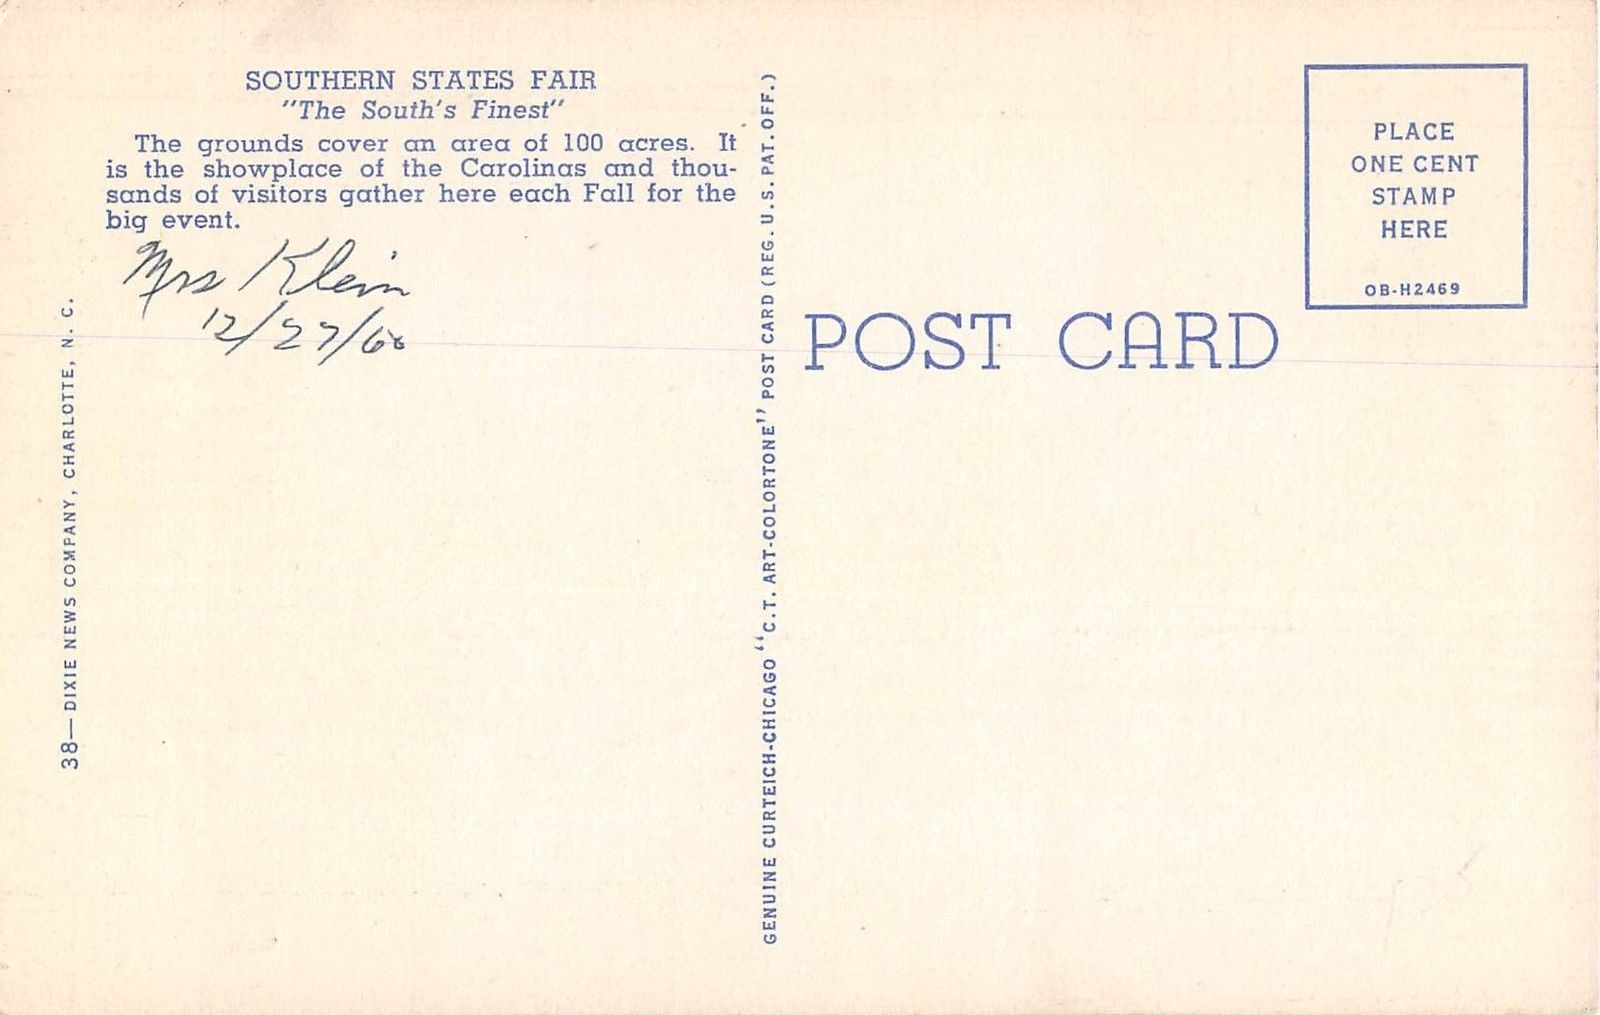 SOUTHERN STATES FAIR
"The South's Finest"
The grounds cover an area of 100 acres. It
is the showplace of the Carolinas and thou-
sands of visitors gather here each Fall for the
big event.
Mrs Klein
12/27/60
38—DIXIE NEWS COMPANY, CHARLOTTE, N. C.
GENUINE CURTEICH-CHICAGO "C.T. ART-COLORTONE" POST CARD (REG. U.S. PAT. OFF.)
POST CARD
PLACE
ONE CENT
STAMP
HERE
OB-H2469